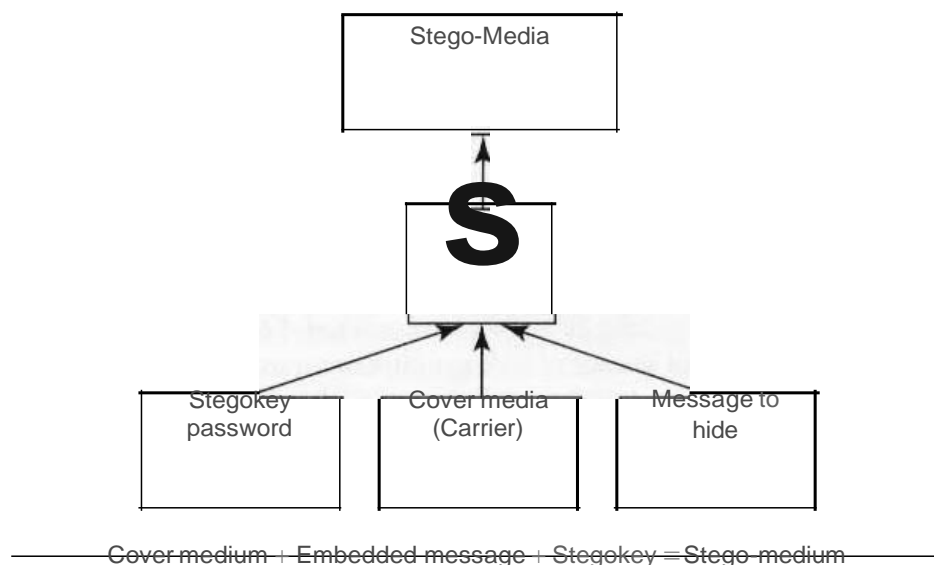 Stego-Media
S
Stegokey
password
Cover media
(Carrier)
Message to
hide
Cover medium + Embedded message + Stegokey = Stego-medium